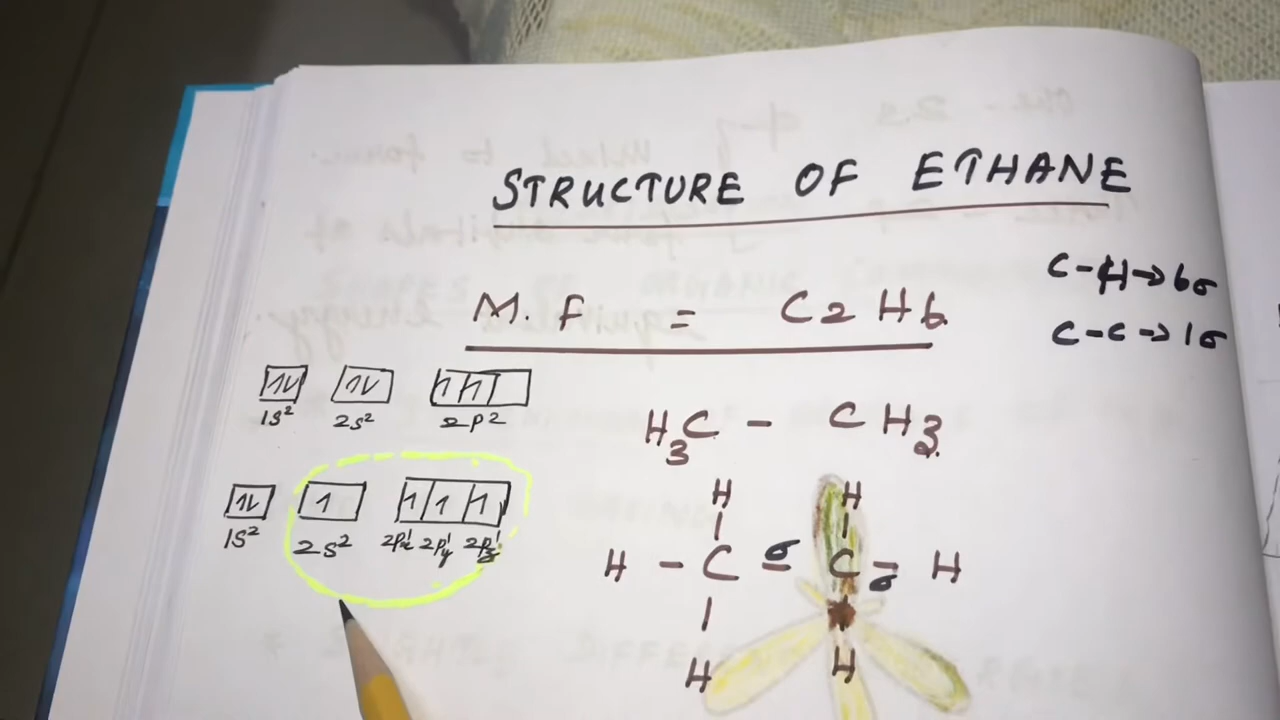 STRUCTURE OF ETHANE
M.F = C2H6
C-H→6σ
C-C→1σ
1S² 2S² 2P²
H₃C - CH₃
1S² 2S² 2Px¹ 2Py¹ 2Pz¹
H H
H - C σ C - H
σ
H H